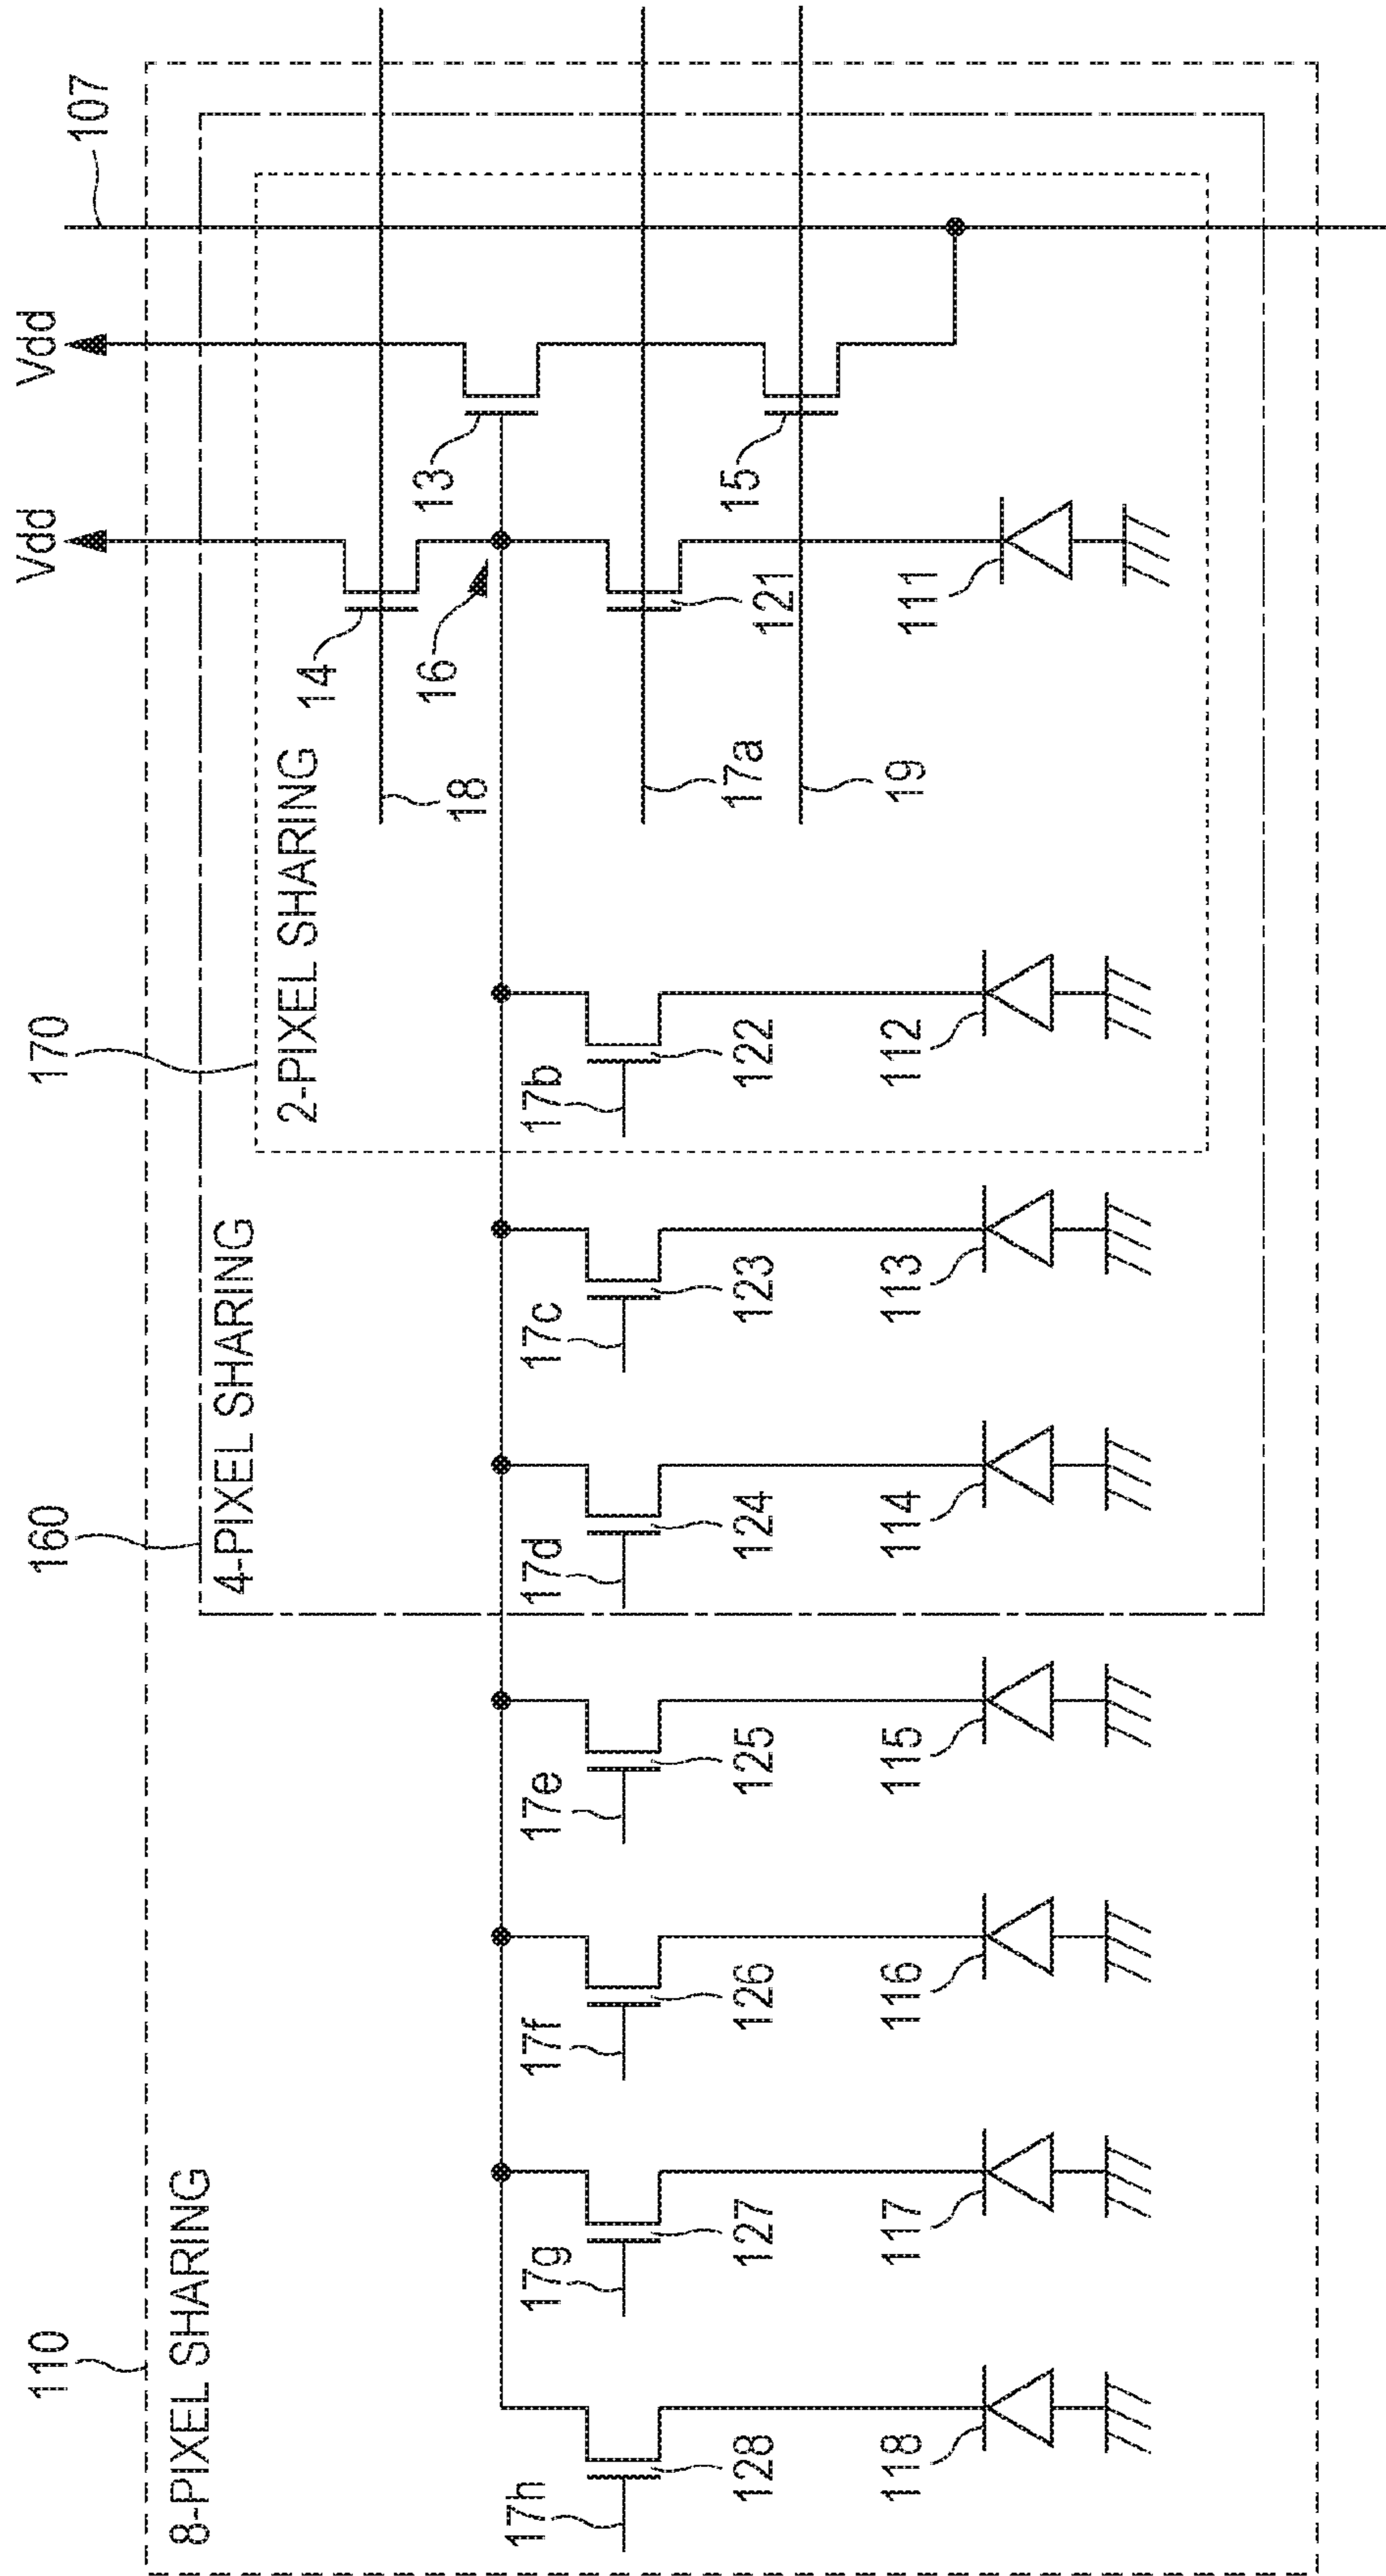 110
160
170
8-PIXEL SHARING
4-PIXEL SHARING
2-PIXEL SHARING
Vdd
Vdd
107
14
18
16
13
17h
17g
17f
17e
17d
17c
17b
17a
128
127
126
125
124
123
122
121
15
19
118
117
116
115
114
113
112
111